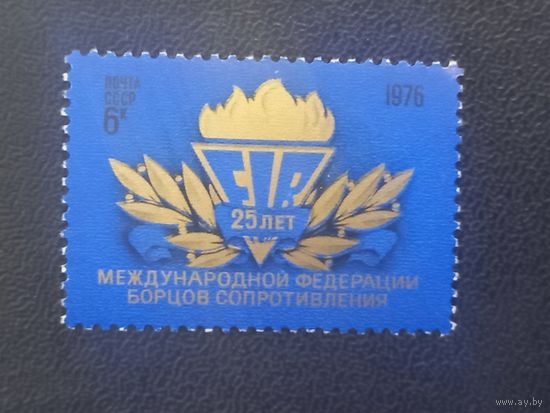 ПОЧТА
СССР
6к
1976
FIR
25 ЛЕТ
МЕЖДУНАРОДНОЙ ФЕДЕРАЦИИ
БОРЦОВ СОПРОТИВЛЕНИЯ
www.ay.by